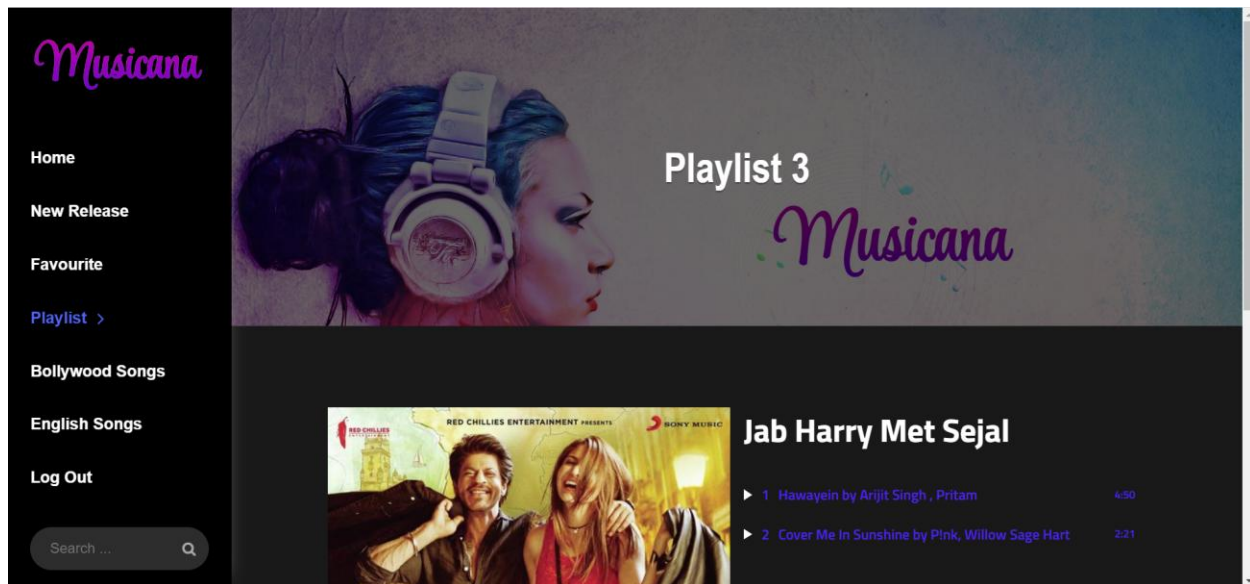 Musicana
Home
New Release
Favourite
Playlist >
Bollywood Songs
English Songs
Log Out
Search ...
Playlist 3
Musicana
RED CHILLIES
RED CHILLIES ENTERTAINMENT PRESENTS
SONY MUSIC
Jab Harry Met Sejal
1 Hawayein by Arijit Singh , Pritam 4:50
2 Cover Me In Sunshine by P!nk, Willow Sage Hart 2:21